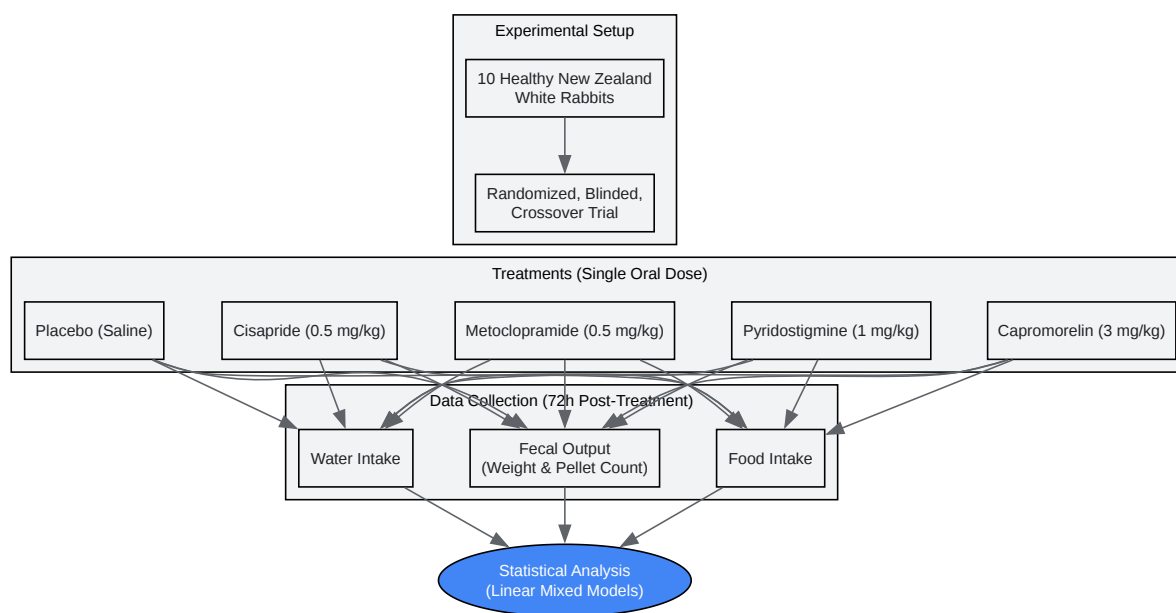 Experimental Setup
10 Healthy New Zealand
White Rabbits
Randomized, Blinded,
Crossover Trial
Treatments (Single Oral Dose)
Placebo (Saline)
Cisapride (0.5 mg/kg)
Metoclopramide (0.5 mg/kg)
Pyridostigmine (1 mg/kg)
Capromorelin (3 mg/kg)
Data Collection (72h Post-Treatment)
Water Intake
Fecal Output
(Weight & Pellet Count)
Food Intake
Statistical Analysis
(Linear Mixed Models)